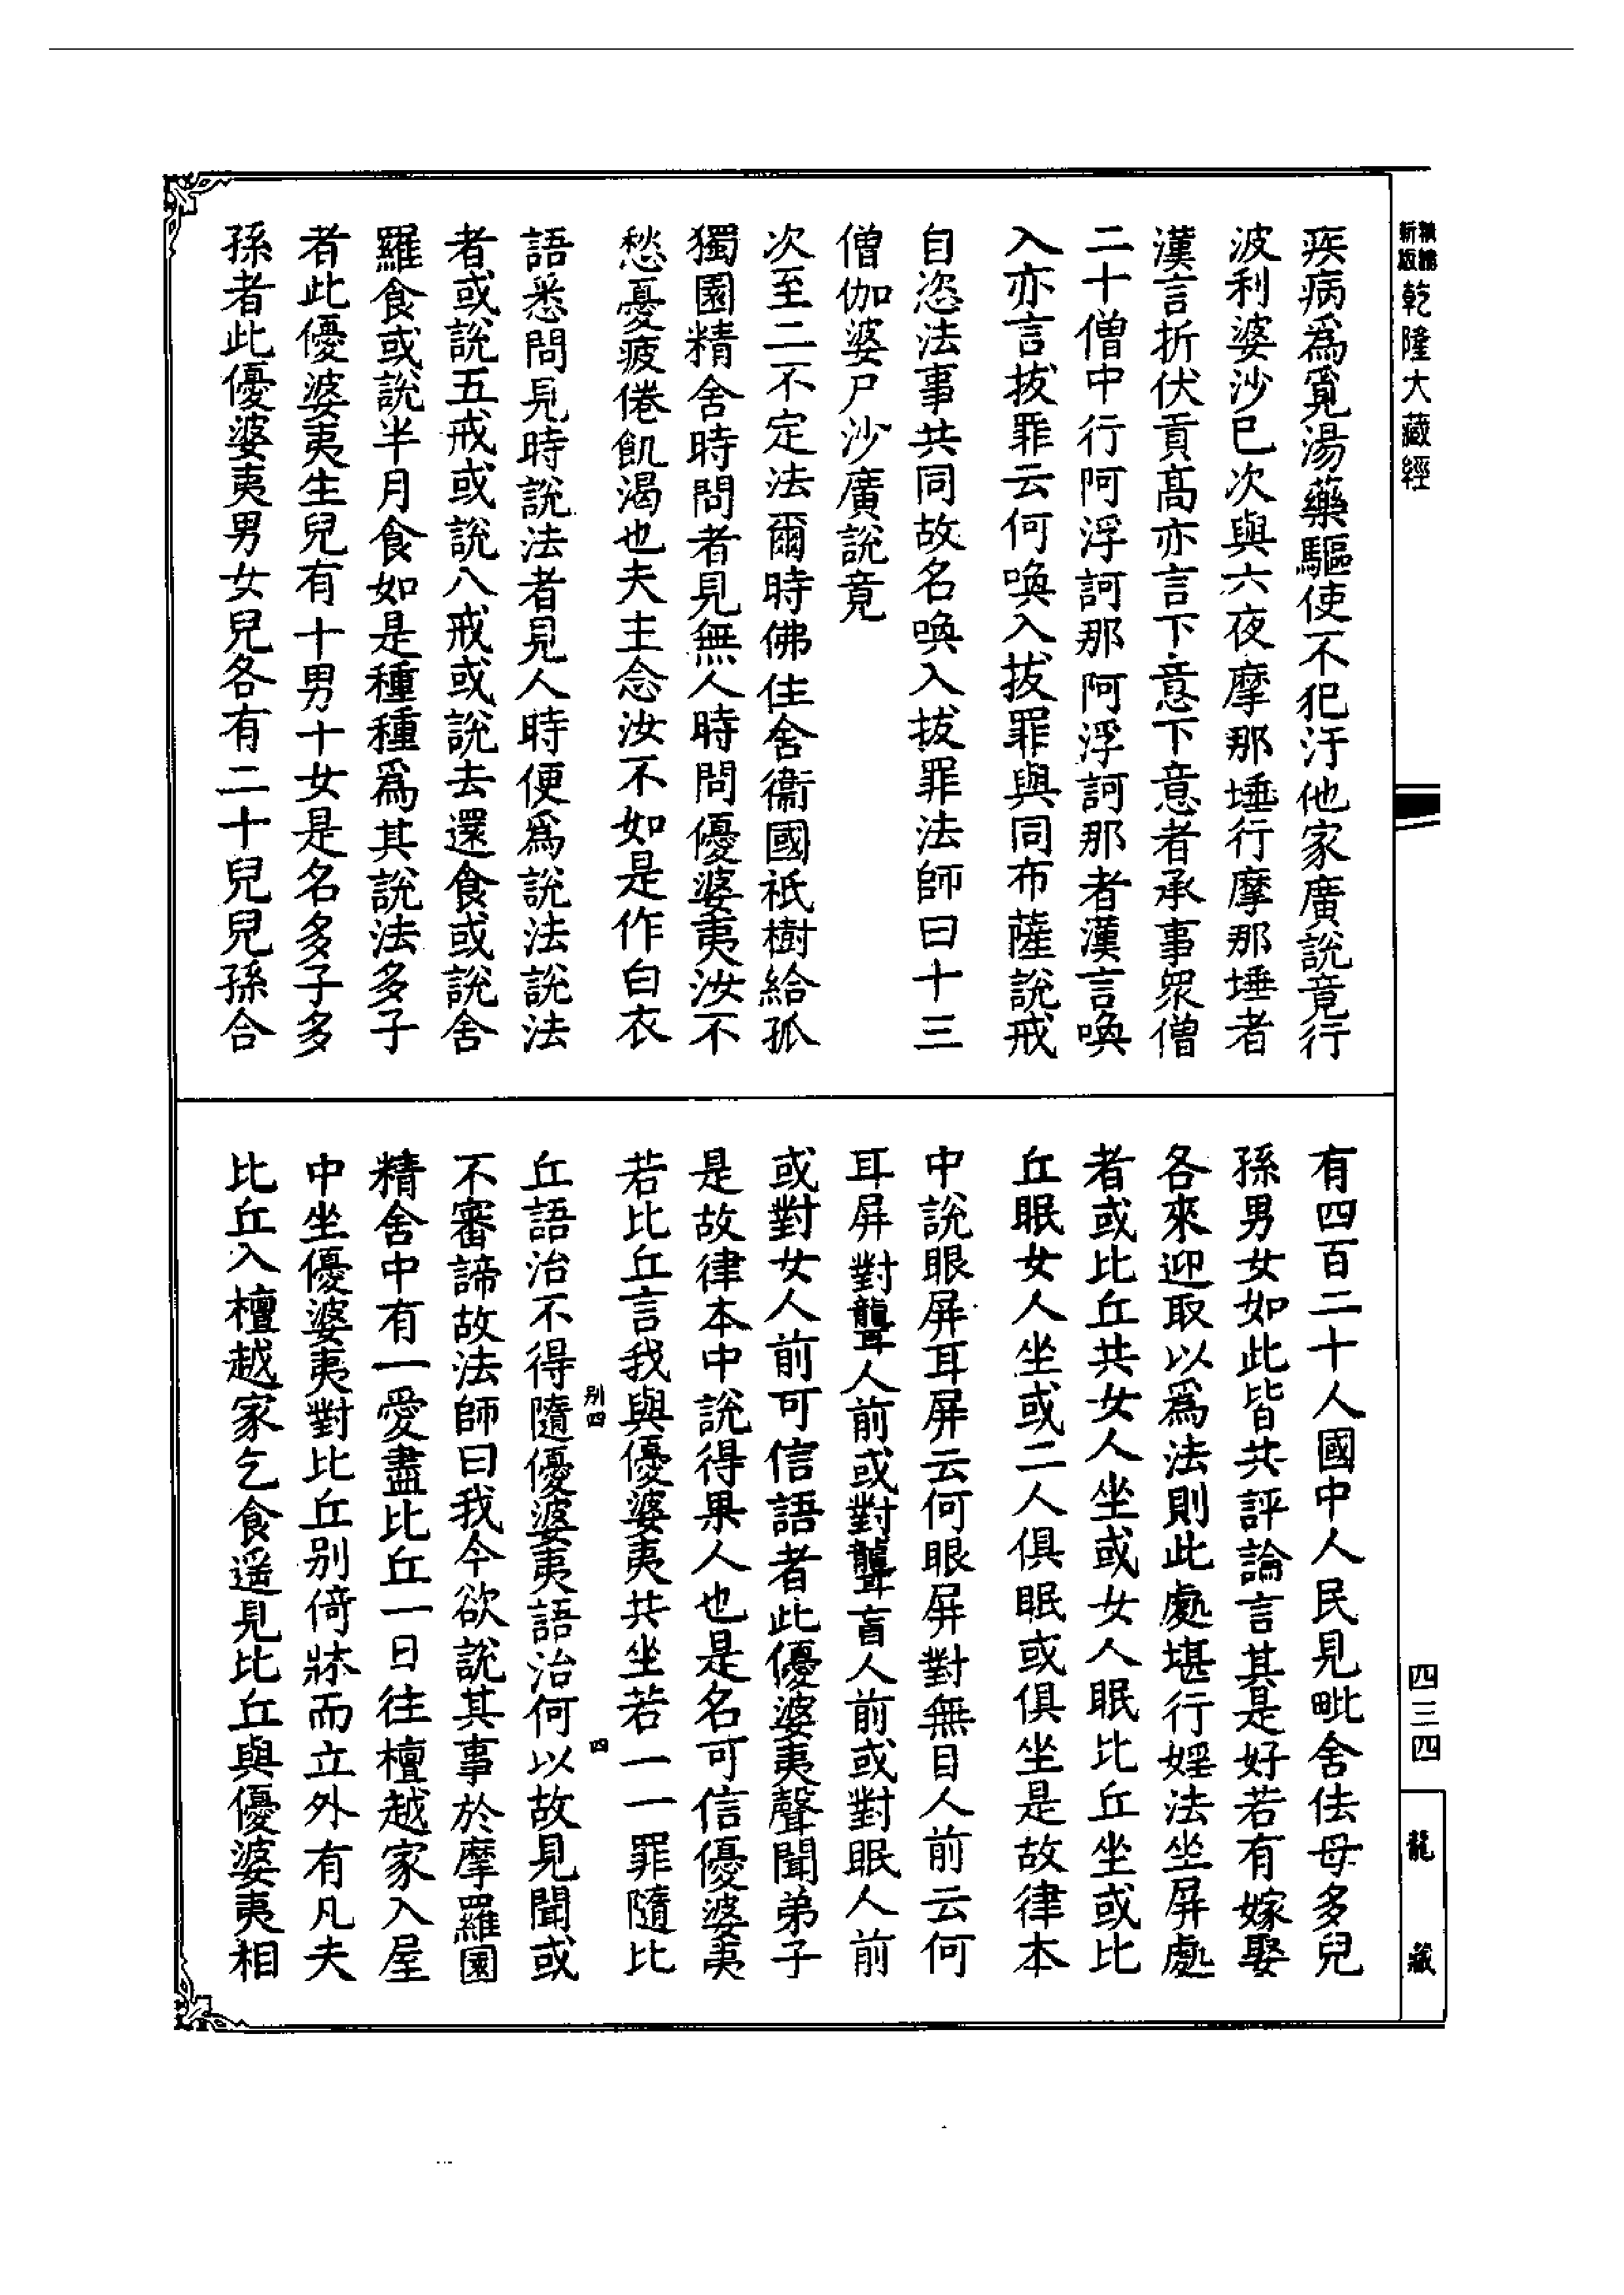 精繕
新版
乾隆大藏經
疾病爲覓湯藥驅使不犯汙他家廣說竟行
波利婆沙已次與六夜摩那埵行摩那埵者
漢言折伏貢高亦言下意下意者承事眾僧
二十僧中行阿浮訶那阿浮訶那者漢言喚
入亦言拔罪云何喚入拔罪與同布薩說戒
自恣法事共同故名喚入拔罪法師曰十三
僧伽婆尸沙廣說竟
次至二不定法爾時佛住舍衞國祇樹給孤
獨園精舍時問者見無人時問優婆夷汝不
愁憂疲倦飢渴也夫主念汝不如是作白衣
語悉問見時說法者見人時便爲說法說法
者或說五戒或說八戒或說去還食或說舍
羅食或說半月食如是種種爲其說法多子
者此優婆夷生兒有十男十女是名多子多
孫者此優婆夷男女兒各有二十兒兒孫合
有四百二十人國中人民見毗舍佉母多兒
孫男女如此皆共評論言其是好若有嫁娶
各來迎取以爲法則此處堪行婬法坐屏處
者或比丘共女人坐或女人眠比丘坐或比
丘眠女人坐或二人俱眠或俱坐是故律本
中說眼屏耳屏云何眼屏對無目人前云何
耳屏對聾人前或對聾盲人前或對眠人前
或對女人前可信語者此優婆夷聲聞弟子
是故律本中說得果人也是名可信優婆夷
若比丘言我與優婆夷共坐若一一罪隨比
丘語治不得隨優婆夷語治何以故見聞或
別四
四
不審諦故法師曰我今欲說其事於摩羅園
精舍中有一愛盡比丘一日往檀越家入屋
中坐優婆夷對比丘別倚牀而立外有凡夫
比丘入檀越家乞食遥見比丘與優婆夷相
四三四
龍藏